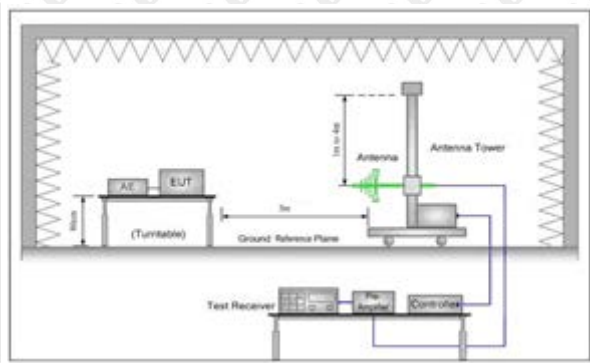 1m to 4m
Antenna
Antenna Tower
AE
EUT
80cm
3m
(Turntable)
Ground Reference Plane
Test Receiver
Pre-
Amplifier
Controller